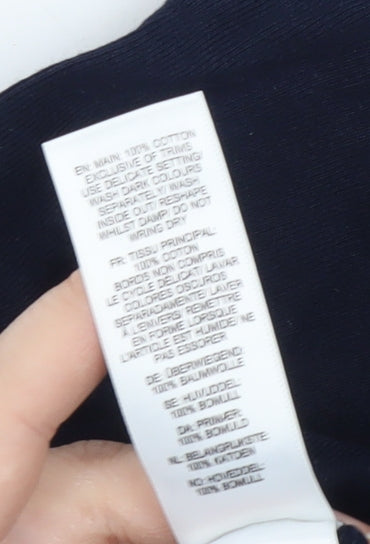 EN: MAIN: 100% COTTON
EXCLUSIVE OF TRIMS
USE DELICATE SETTING/
WASH DARK COLOURS
SEPARATELY/ WASH
INSIDE OUT/ RESHAPE
WHILST DAMP/ DO NOT
WRING DRY
FR: TISSU PRINCIPAL:
100% COTON
BORDS NON COMPRIS
LE CYCLE DELICAT/ LAVAR
COLORES OSCUROS
SEPARADAMENTE/ LAVER
A L'ENVERS/ REMETTRE
EN FORME LORSQUE
L'ARTICLE EST HUMIDE/ NE
PAS ESSORER
DE: ÜBERWIEGEND:
100% BAUMWOLLE
SE: HUVUDDEL:
100% BOMULL
DA: PRIMÆR:
100% BOMULD
NL: BELANGRIJKSTE:
100% KATOEN
NO: HOVEDDEL:
100% BOMULL